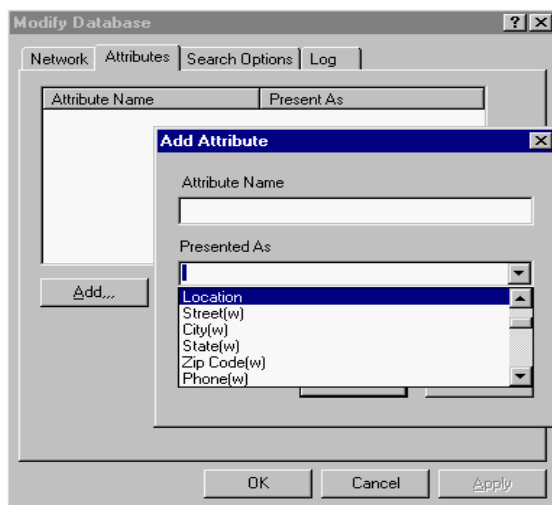 Modify Database
Network Attributes Search Options Log
Attribute Name Present As
Add Attribute
Attribute Name
Presented As
Add,,,
Location
Street(w)
City(w)
State(w)
Zip Code(w)
Phone(w)
OK Cancel Apply